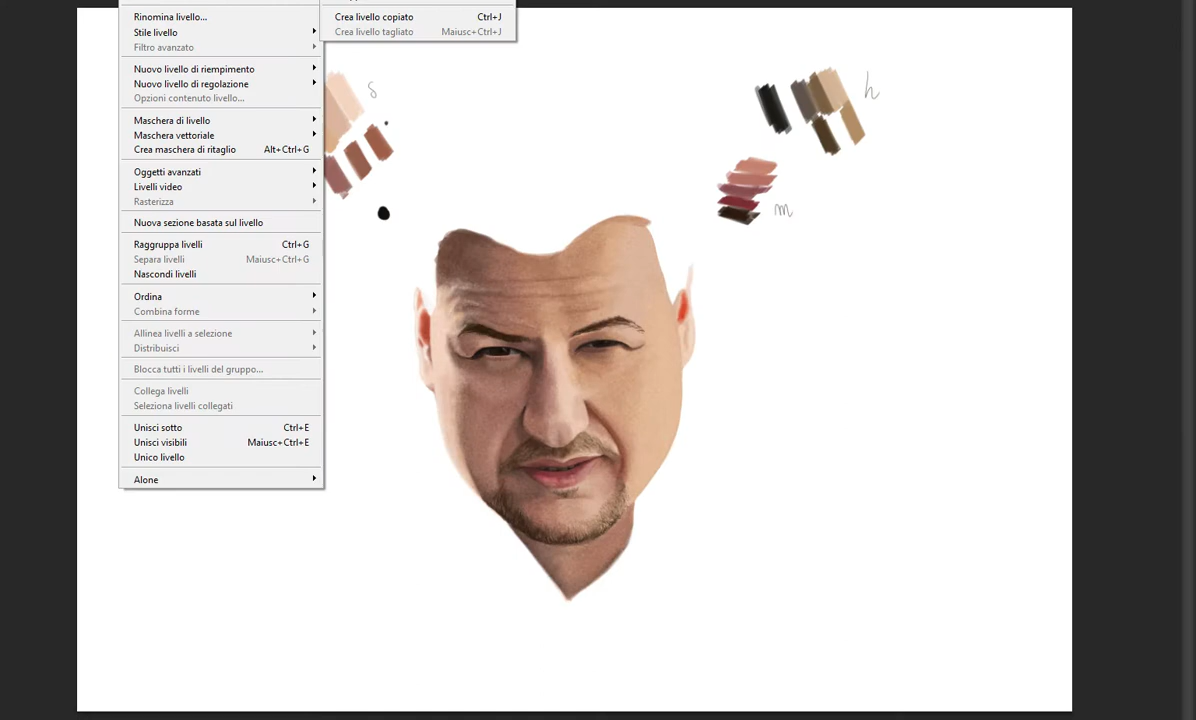 Rinomina livello...
Stile livello
Filtro avanzato
Nuovo livello di riempimento
Nuovo livello di regolazione
Opzioni contenuto livello...
Maschera di livello
Maschera vettoriale
Crea maschera di ritaglio Alt+Ctrl+G
Oggetti avanzati
Livelli video
Rasterizza
Nuova sezione basata sul livello
Raggruppa livelli Ctrl+G
Separa livelli Maiusc+Ctrl+G
Nascondi livelli
Ordina
Combina forme
Allinea livelli a selezione
Distribuisci
Blocca tutti i livelli del gruppo...
Collega livelli
Seleziona livelli collegati
Unisci sotto Ctrl+E
Unisci visibili Maiusc+Ctrl+E
Unico livello
Alone
Crea livello copiato Ctrl+J
Crea livello tagliato Maiusc+Ctrl+J
s
h
m